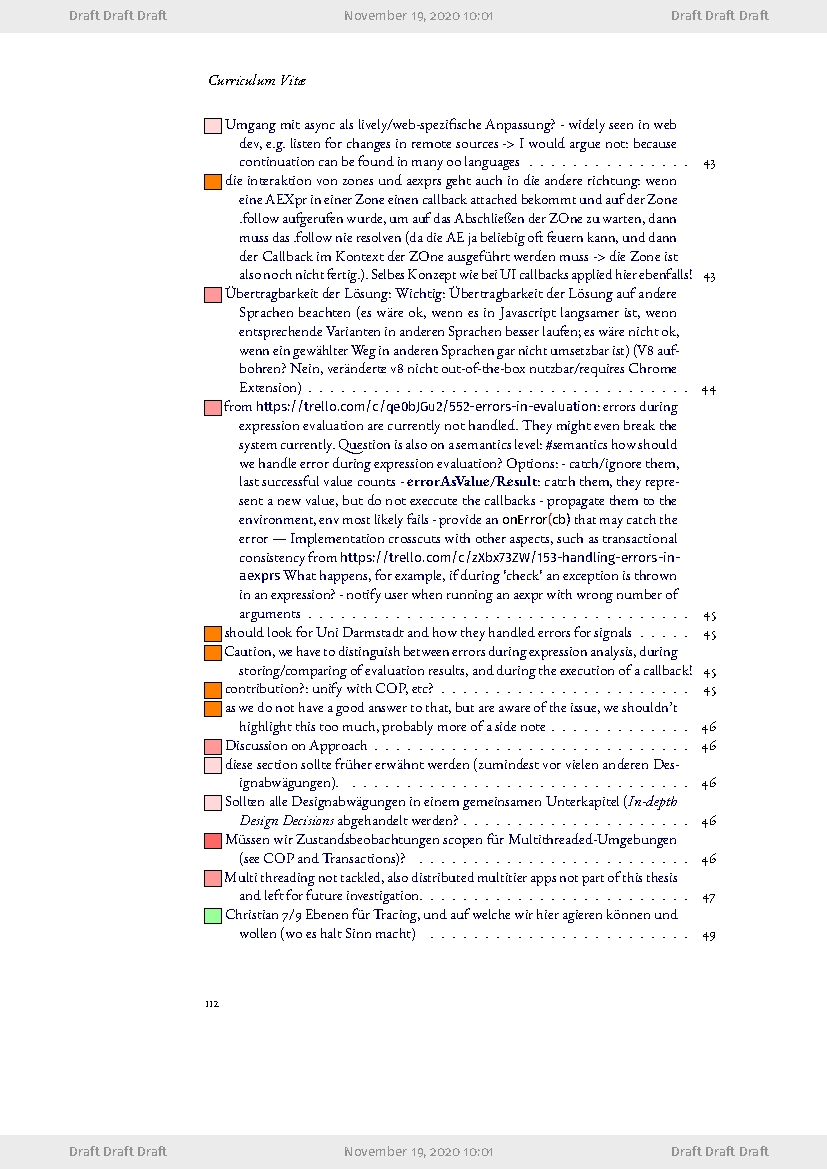 Draft Draft Draft November 19, 2020 10:01 Draft Draft Draft
Curriculum Vitæ
Umgang mit async als lively/web-spezifische Anpassung? - widely seen in web
dev, e.g. listen for changes in remote sources -> I would argue not: because
continuation can be found in many oo languages . . . . . . . . . . . . . . . 43
die interaktion von zones und aexprs geht auch in die andere richtung: wenn
eine AEXpr in einer Zone einen callback attached bekommt und auf der Zone
.follow aufgerufen wurde, um auf das Abschließen der ZOne zu warten, dann
muss das .follow nie resolven (da die AE ja beliebig oft feuern kann, und dann
der Callback im Kontext der ZOne ausgeführt werden muss -> die Zone ist
also noch nicht fertig.). Selbes Konzept wie bei UI callbacks applied hier ebenfalls! 43
Übertragbarkeit der Lösung: Wichtig: Übertragbarkeit der Lösung auf andere
Sprachen beachten (es wäre ok, wenn es in Javascript langsamer ist, wenn
entsprechende Varianten in anderen Sprachen besser laufen; es wäre nicht ok,
wenn ein gewählter Weg in anderen Sprachen gar nicht umsetzbar ist) (V8 auf-
bohren? Nein, veränderte v8 nicht out-of-the-box nutzbar/requires Chrome
Extension) . . . . . . . . . . . . . . . . . . . . . . . . . . . . . . . 44
from https://trello.com/c/qe0bJGu2/552-errors-in-evaluation: errors during
expression evaluation are currently not handled. They might even break the
system currently. Question is also on a semantics level: #semantics how should
we handle error during expression evaluation? Options: - catch/ignore them,
last successful value counts - errorAsValue/Result: catch them, they repre-
sent a new value, but do not execcute the callbacks - propagate them to the
environment, env most likely fails - provide an onError(cb) that may catch the
error — Implementation crosscuts with other aspects, such as transactional
consistency from https://trello.com/c/zXbx73ZW/153-handling-errors-in-
aexprs What happens, for example, if during ‘check‘ an exception is thrown
in an expression? - notify user when running an aexpr with wrong number of
arguments . . . . . . . . . . . . . . . . . . . . . . . . . . . . . . . 45
should look for Uni Darmstadt and how they handled errors for signals . . . . . 45
Caution, we have to distinguish between errors during expression analysis, during
storing/comparing of evaluation results, and during the execution of a callback! 45
contribution?: unify with COP, etc? . . . . . . . . . . . . . . . . . . . . 45
as we do not have a good answer to that, but are aware of the issue, we shouldn’t
highlight this too much, probably more of a side note . . . . . . . . . . . . 46
Discussion on Approach . . . . . . . . . . . . . . . . . . . . . . . . . 46
diese section sollte früher erwähnt werden (zumindest vor vielen anderen Des-
ignabwägungen). . . . . . . . . . . . . . . . . . . . . . . . . . . . . 46
Sollten alle Designabwägungen in einem gemeinsamen Unterkapitel (In-depth
Design Decisions abgehandelt werden? . . . . . . . . . . . . . . . . . . . 46
Müssen wir Zustandsbeobachtungen scopen für Multithreaded-Umgebungen
(see COP and Transactions)? . . . . . . . . . . . . . . . . . . . . . . 46
Multi threading not tackled, also distributed multitier apps not part of this thesis
and left for future investigation. . . . . . . . . . . . . . . . . . . . . . 47
Christian 7/9 Ebenen für Tracing, und auf welche wir hier agieren können und
wollen (wo es halt Sinn macht) . . . . . . . . . . . . . . . . . . . . . 49
112
Draft Draft Draft November 19, 2020 10:01 Draft Draft Draft